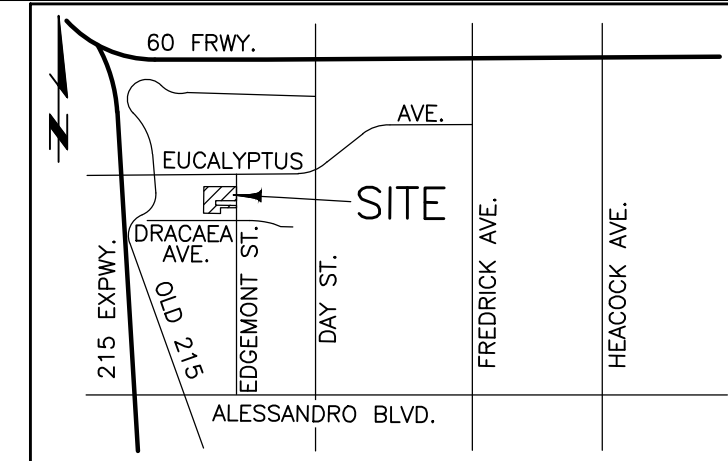 60 FRWY.
N
AVE.
EUCALYPTUS
SITE
DRACAEA
AVE.
215 EXPWY.
OLD 215
EDGEMONT ST.
DAY ST.
FREDRICK AVE.
HEACOCK AVE.
ALESSANDRO BLVD.